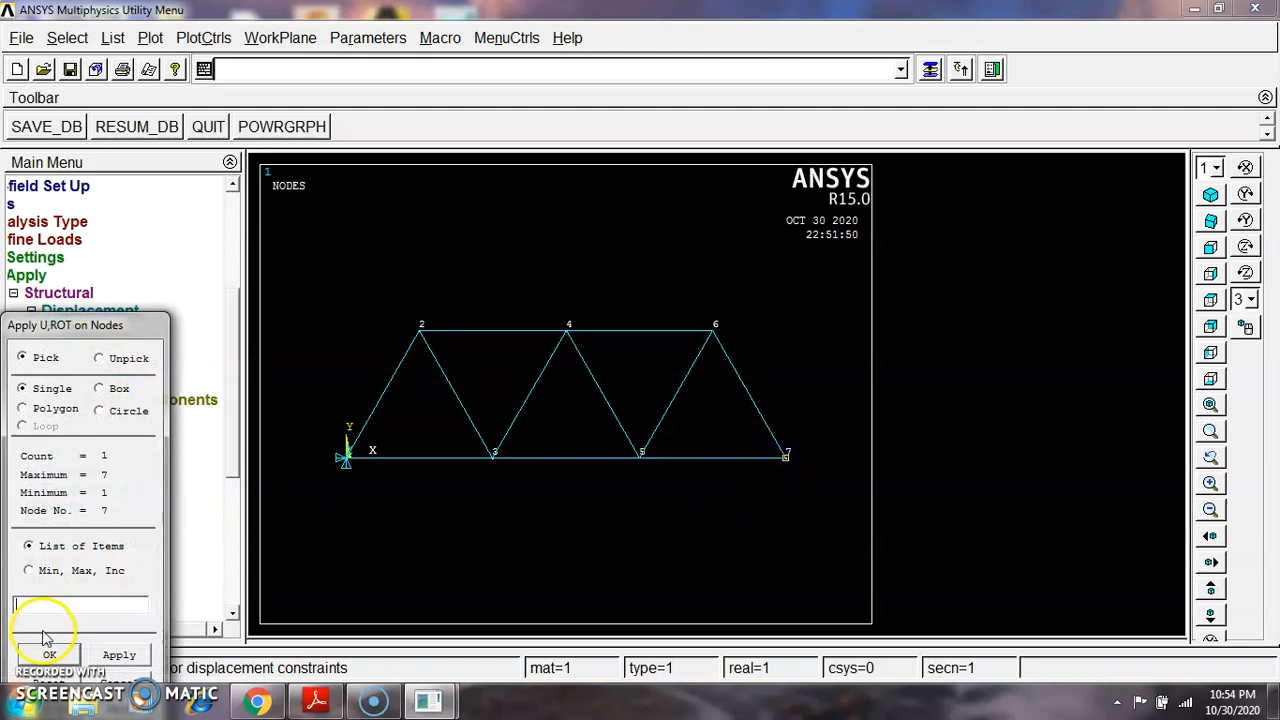 ANSYS Multiphysics Utility Menu
File Select List Plot PlotCtrls WorkPlane Parameters Macro MenuCtrls Help
Toolbar
SAVE_DB RESUM_DB QUIT POWRGRPH
Main Menu
field Set Up
s
alysis Type
fine Loads
Settings
Apply
Structural
Displacement
onents
Apply U,ROT on Nodes
Pick Unpick
Single Box
Polygon Circle
Loop
Count = 1
Maximum = 7
Minimum = 1
Node No. = 7
List of Items
Min, Max, Inc
OK Apply
1
NODES
ANSYS
R15.0
OCT 30 2020
22:51:50
2 4 6
Y
X 3 5 7
1
3
or displacement constraints mat=1 type=1 real=1 csys=0 secn=1
RECORDED WITH
SCREENCAST MATIC
10:54 PM
10/30/2020